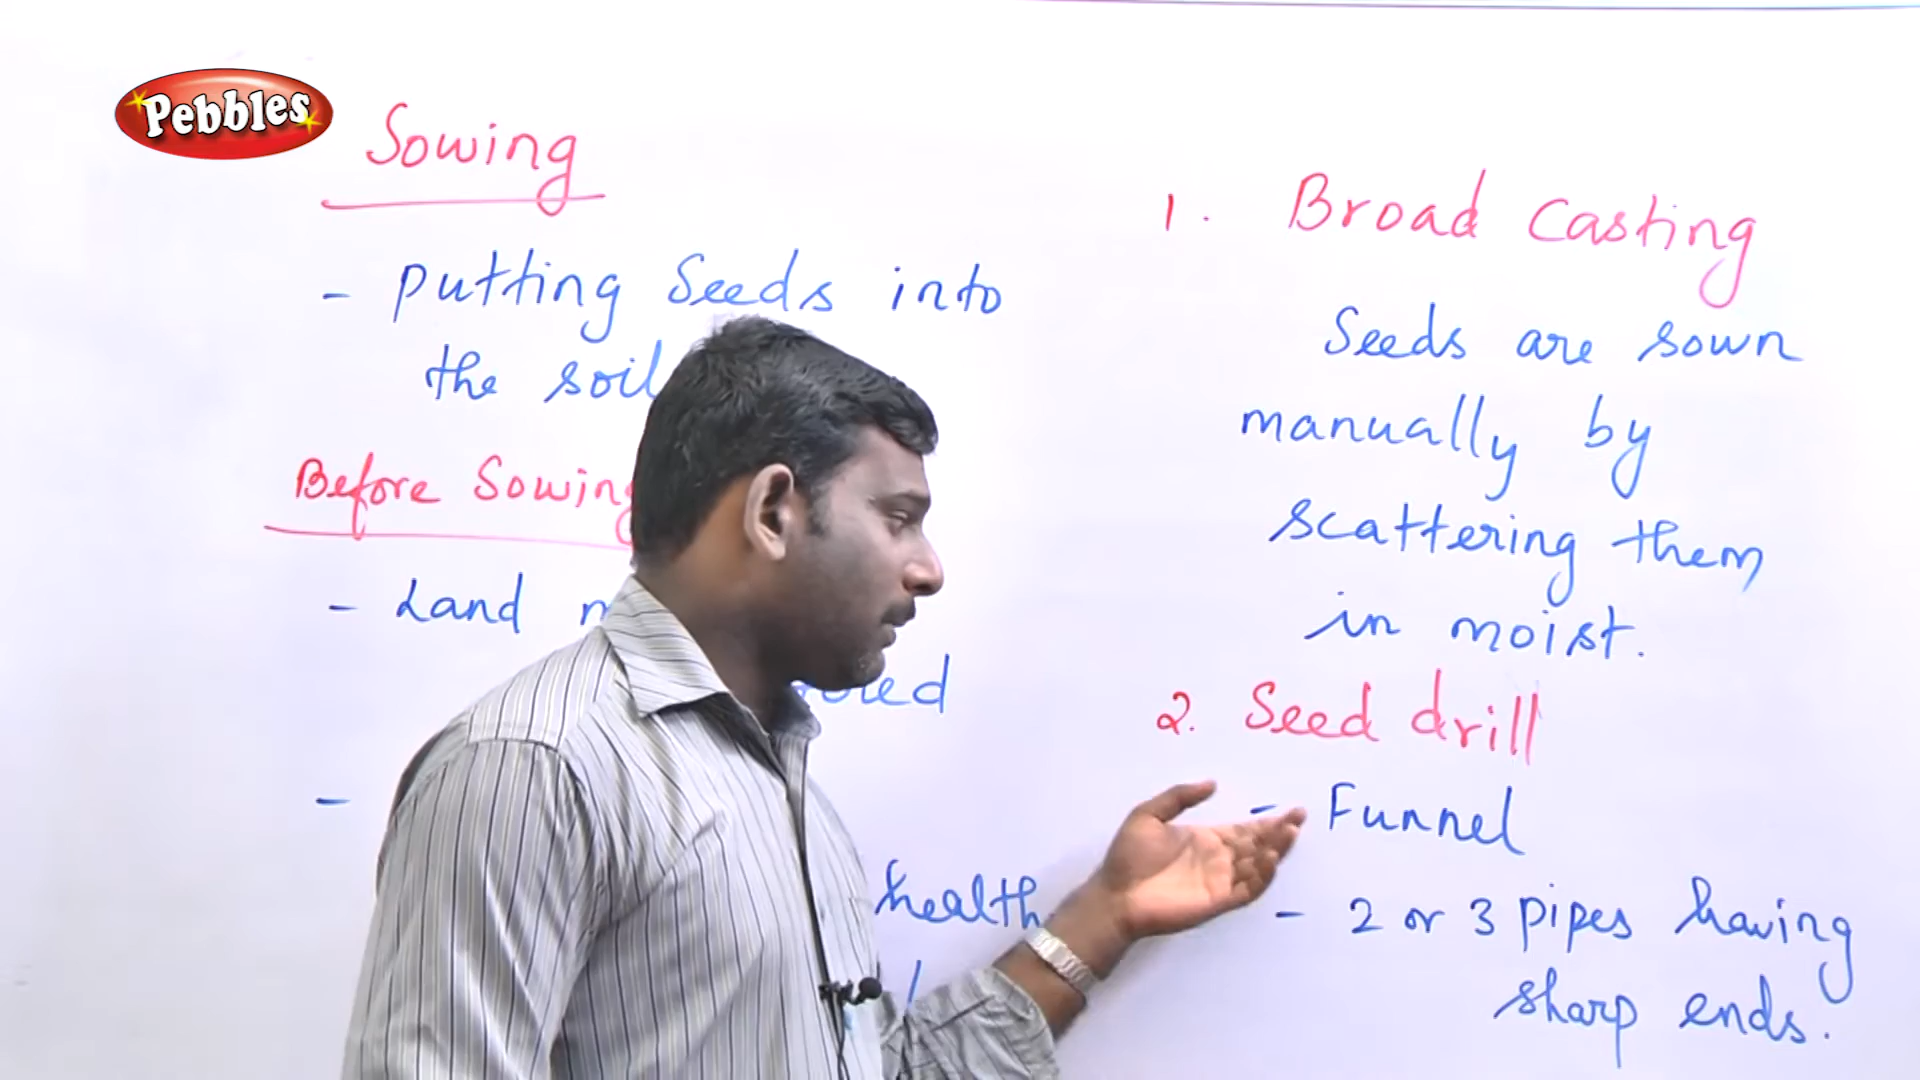 Pebbles
Sowing
- putting seeds into
the soil
Before Sowing
- Land
-
health
1. Broad casting
Seeds are sown
manually by
scattering them
in moist.
2. Seed drill
- Funnel
- 2 or 3 pipes having
sharp ends.